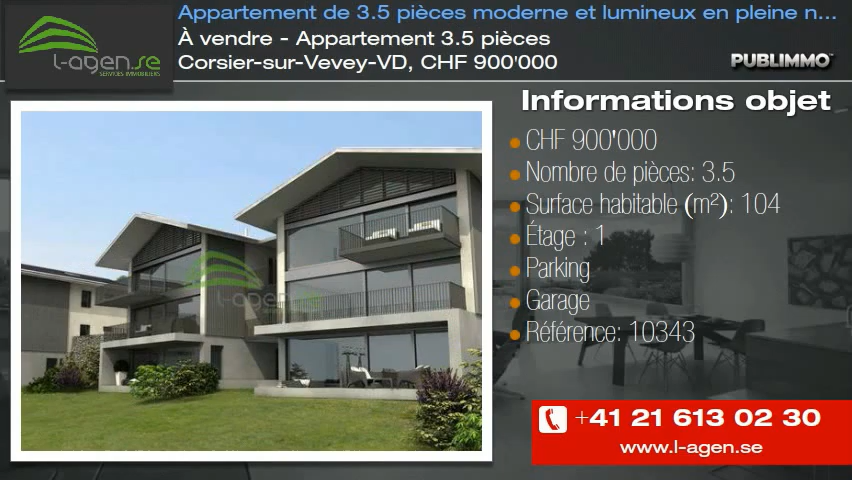 Appartement de 3.5 pièces moderne et lumineux en pleine n...
À vendre - Appartement 3.5 pièces
Corsier-sur-Vevey-VD, CHF 900'000
l-agen.se
SERVICES IMMOBILIERS
PUBLIMMO
Informations objet
CHF 900'000
Nombre de pièces: 3.5
Surface habitable (m²): 104
Étage : 1
Parking
Garage
Référence: 10343
l-agen.se
+41 21 613 02 30
www.l-agen.se